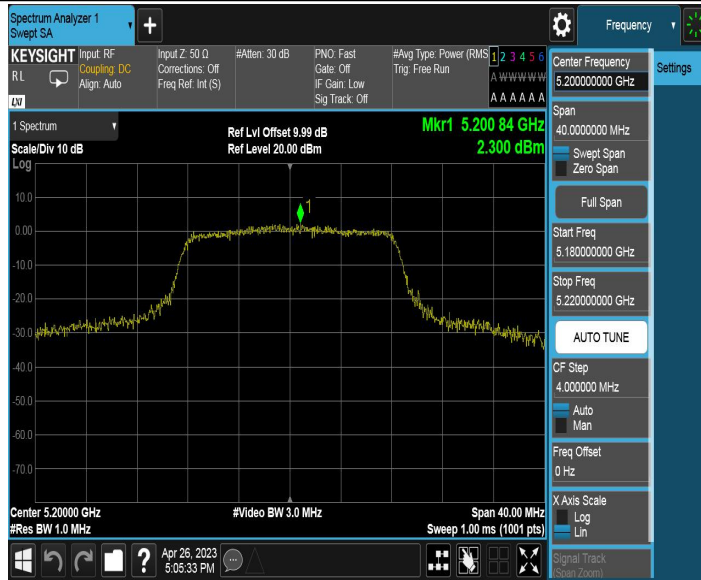 Spectrum Analyzer 1
Swept SA
+
Frequency
KEYSIGHT
RL
LXI
Input: RF
Coupling: DC
Align: Auto
Input Z: 50 Ω
Corrections: Off
Freq Ref: Int (S)
#Atten: 30 dB
PNO: Fast
Gate: Off
IF Gain: Low
Sig Track: Off
#Avg Type: Power (RMS
Trig: Free Run
1 2 3 4 5 6
A W W W W W
A A A A A A
1 Spectrum
Scale/Div 10 dB
Log
Ref Lvl Offset 9.99 dB
Ref Level 20.00 dBm
Mkr1 5.200 84 GHz
2.300 dBm
1
10.0
0.00
-10.0
-20.0
-30.0
-40.0
-50.0
-60.0
-70.0
Center 5.20000 GHz
#Res BW 1.0 MHz
#Video BW 3.0 MHz
Span 40.00 MHz
Sweep 1.00 ms (1001 pts)
?
Apr 26, 2023
5:05:33 PM
Center Frequency
5.200000000 GHz
Span
40.0000000 MHz
Swept Span
Zero Span
Full Span
Start Freq
5.180000000 GHz
Stop Freq
5.220000000 GHz
AUTO TUNE
CF Step
4.000000 MHz
Auto
Man
Freq Offset
0 Hz
X Axis Scale
Log
Lin
Signal Track
(Span Zoom)
Settings